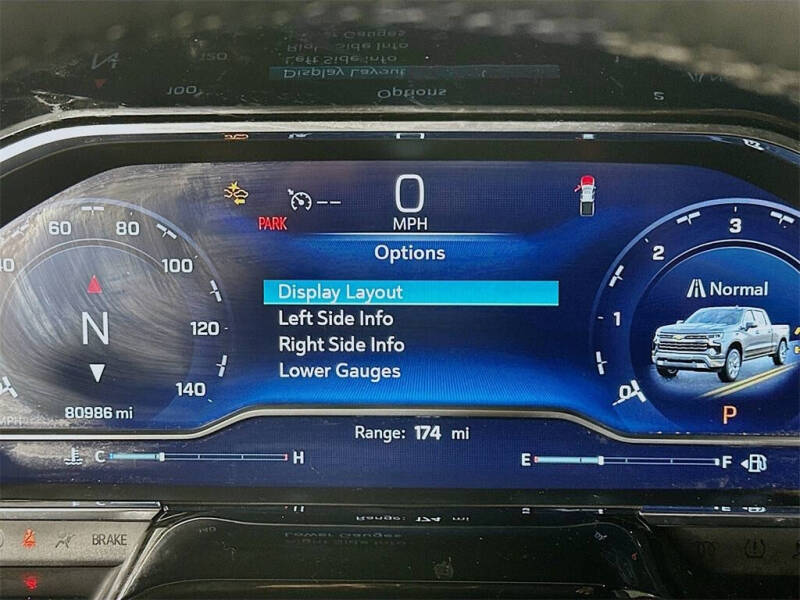 0
PARK
MPH
Options
Display Layout
Left Side Info
Right Side Info
Lower Gauges
60
80
100
120
140
N
80986 mi
MPH
1
2
3
0
Normal
P
Range: 174 mi
C
H
E
F
BRAKE